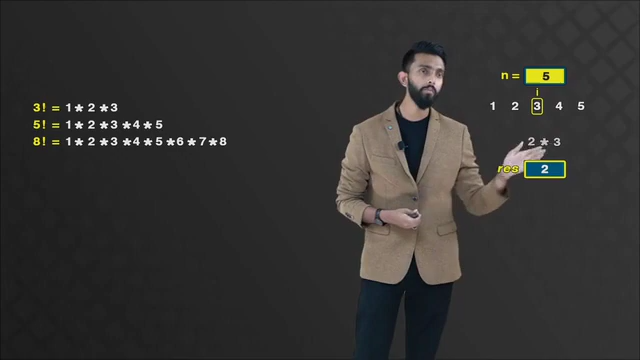 3! = 1* 2 *3
5! = 1* 2 *3 *4* 5
8! = 1* 2 *3 *4* 5 *6*7*8
n = 5
i
1 2 3 4 5
2 * 3
res 2